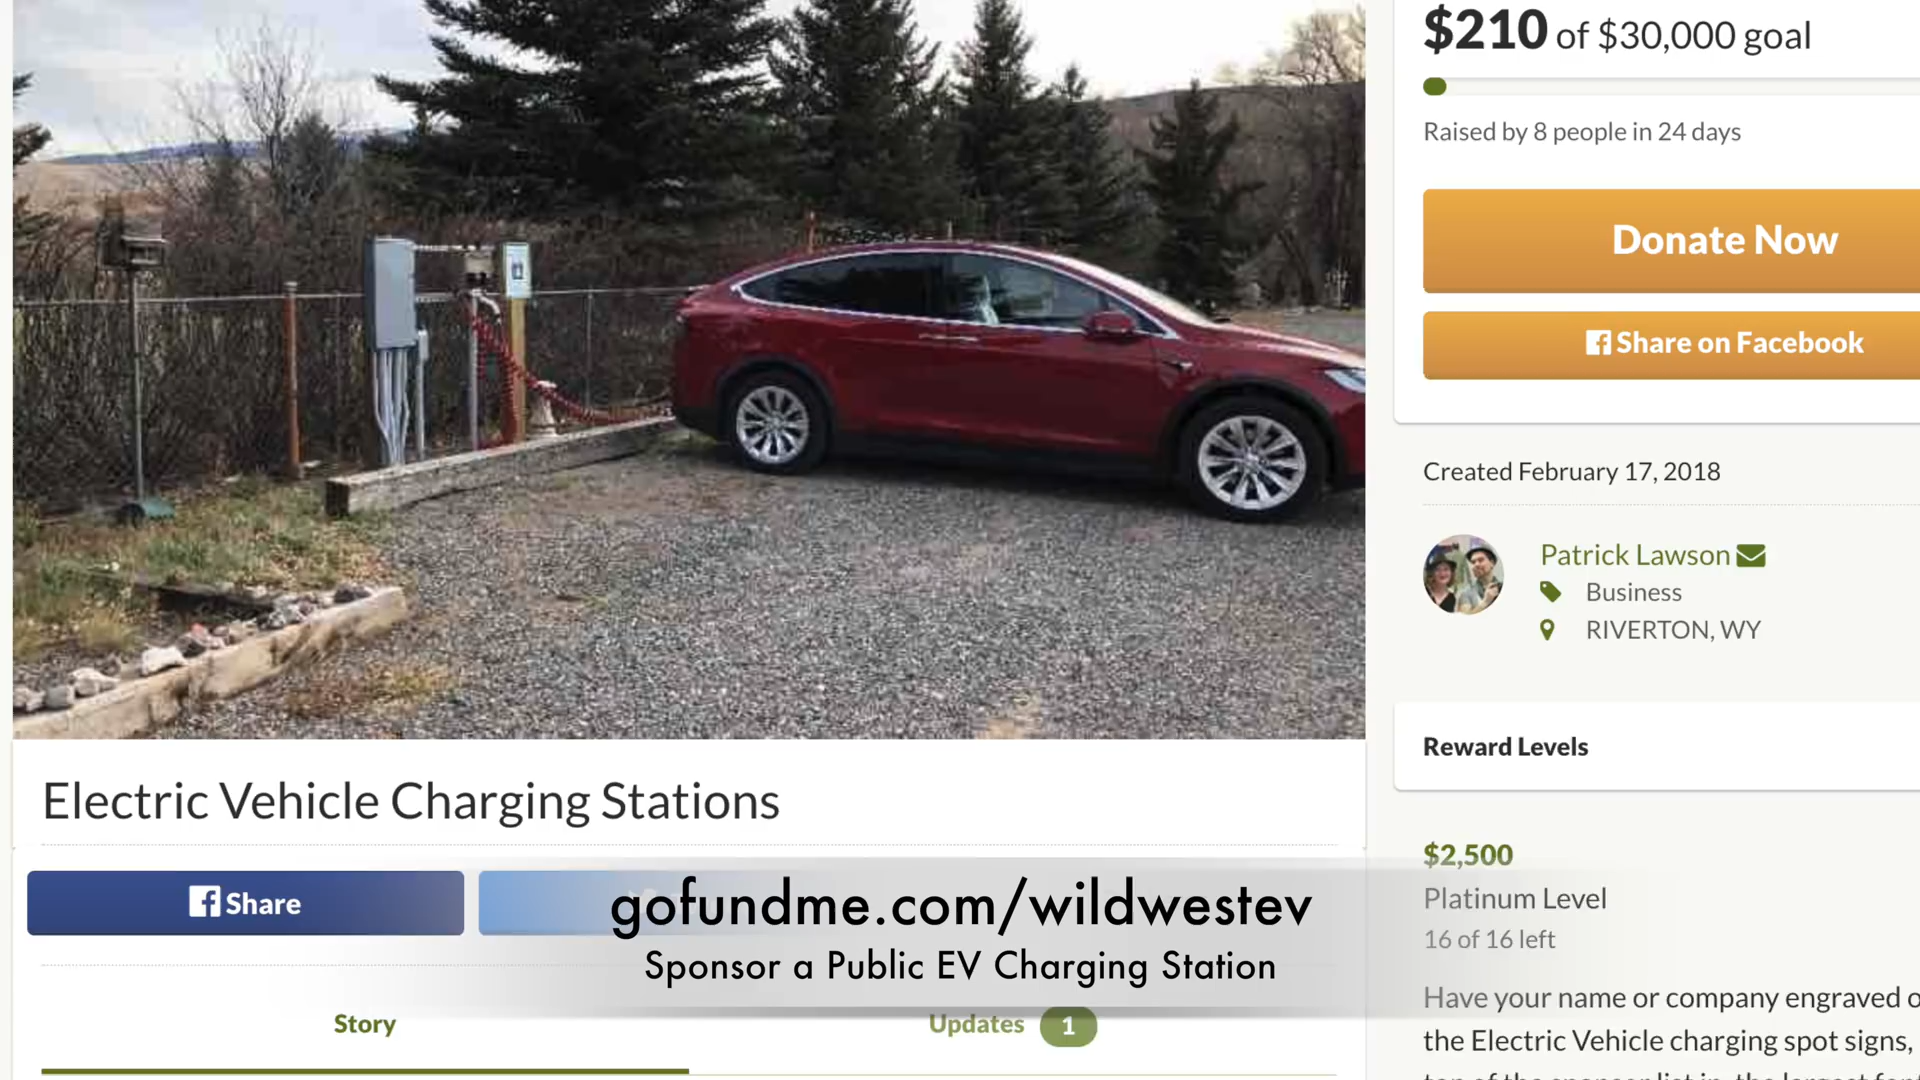 $210 of $30,000 goal
Raised by 8 people in 24 days
Donate Now
Share on Facebook
Created February 17, 2018
Patrick Lawson
Business
RIVERTON, WY
Reward Levels
$2,500
Platinum Level
16 of 16 left
Have your name or company engraved
the Electric Vehicle charging spot signs,
Electric Vehicle Charging Stations
Share
gofundme.com/wildwestev
Sponsor a Public EV Charging Station
Story
Updates 1